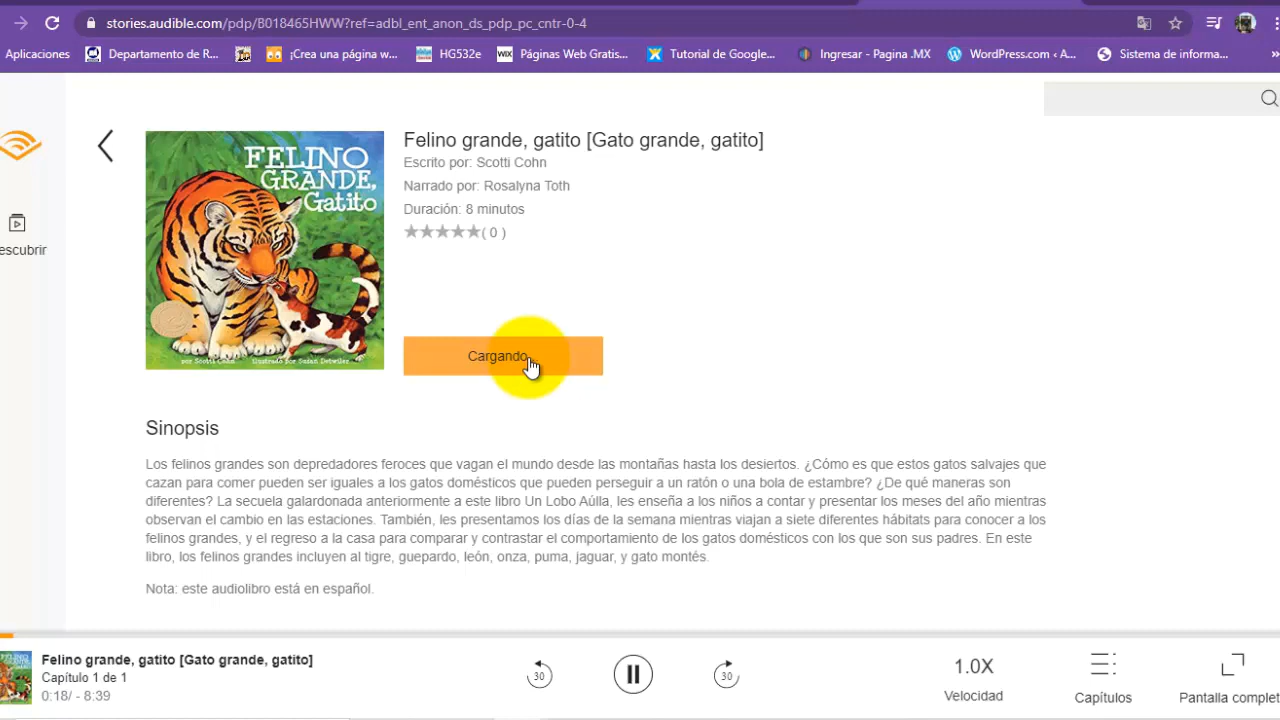 stories.audible.com/pdp/B018465HWW?ref=adbl_ent_anon_ds_pdp_pc_cntr-0-4
Aplicaciones Departamento de R... ¡Crea una página w... HG532e WIX Páginas Web Gratis... Tutorial de Google... Ingresar - Pagina .MX WordPress.com ‹ A... Sistema de informa... »
FELINO
GRANDE,
Gatito
por Scotti Cohn Ilustrado por Susan Detwiler
Felino grande, gatito [Gato grande, gatito]
Escrito por: Scotti Cohn
Narrado por: Rosalyna Toth
Duración: 8 minutos
( 0 )
escubrir
Cargando...
Sinopsis
Los felinos grandes son depredadores feroces que vagan el mundo desde las montañas hasta los desiertos. ¿Cómo es que estos gatos salvajes que
cazan para comer pueden ser iguales a los gatos domésticos que pueden perseguir a un ratón o una bola de estambre? ¿De qué maneras son
diferentes? La secuela galardonada anteriormente a este libro Un Lobo Aúlla, les enseña a los niños a contar y presentar los meses del año mientras
observan el cambio en las estaciones. También, les presentamos los días de la semana mientras viajan a siete diferentes hábitats para conocer a los
felinos grandes, y el regreso a la casa para comparar y contrastar el comportamiento de los gatos domésticos con los que son sus padres. En este
libro, los felinos grandes incluyen al tigre, guepardo, león, onza, puma, jaguar, y gato montés.
Nota: este audiolibro está en español.
Felino grande, gatito [Gato grande, gatito]
Capítulo 1 de 1
0:18/ - 8:39
30
30
1.0X
Velocidad
Capítulos
Pantalla complet